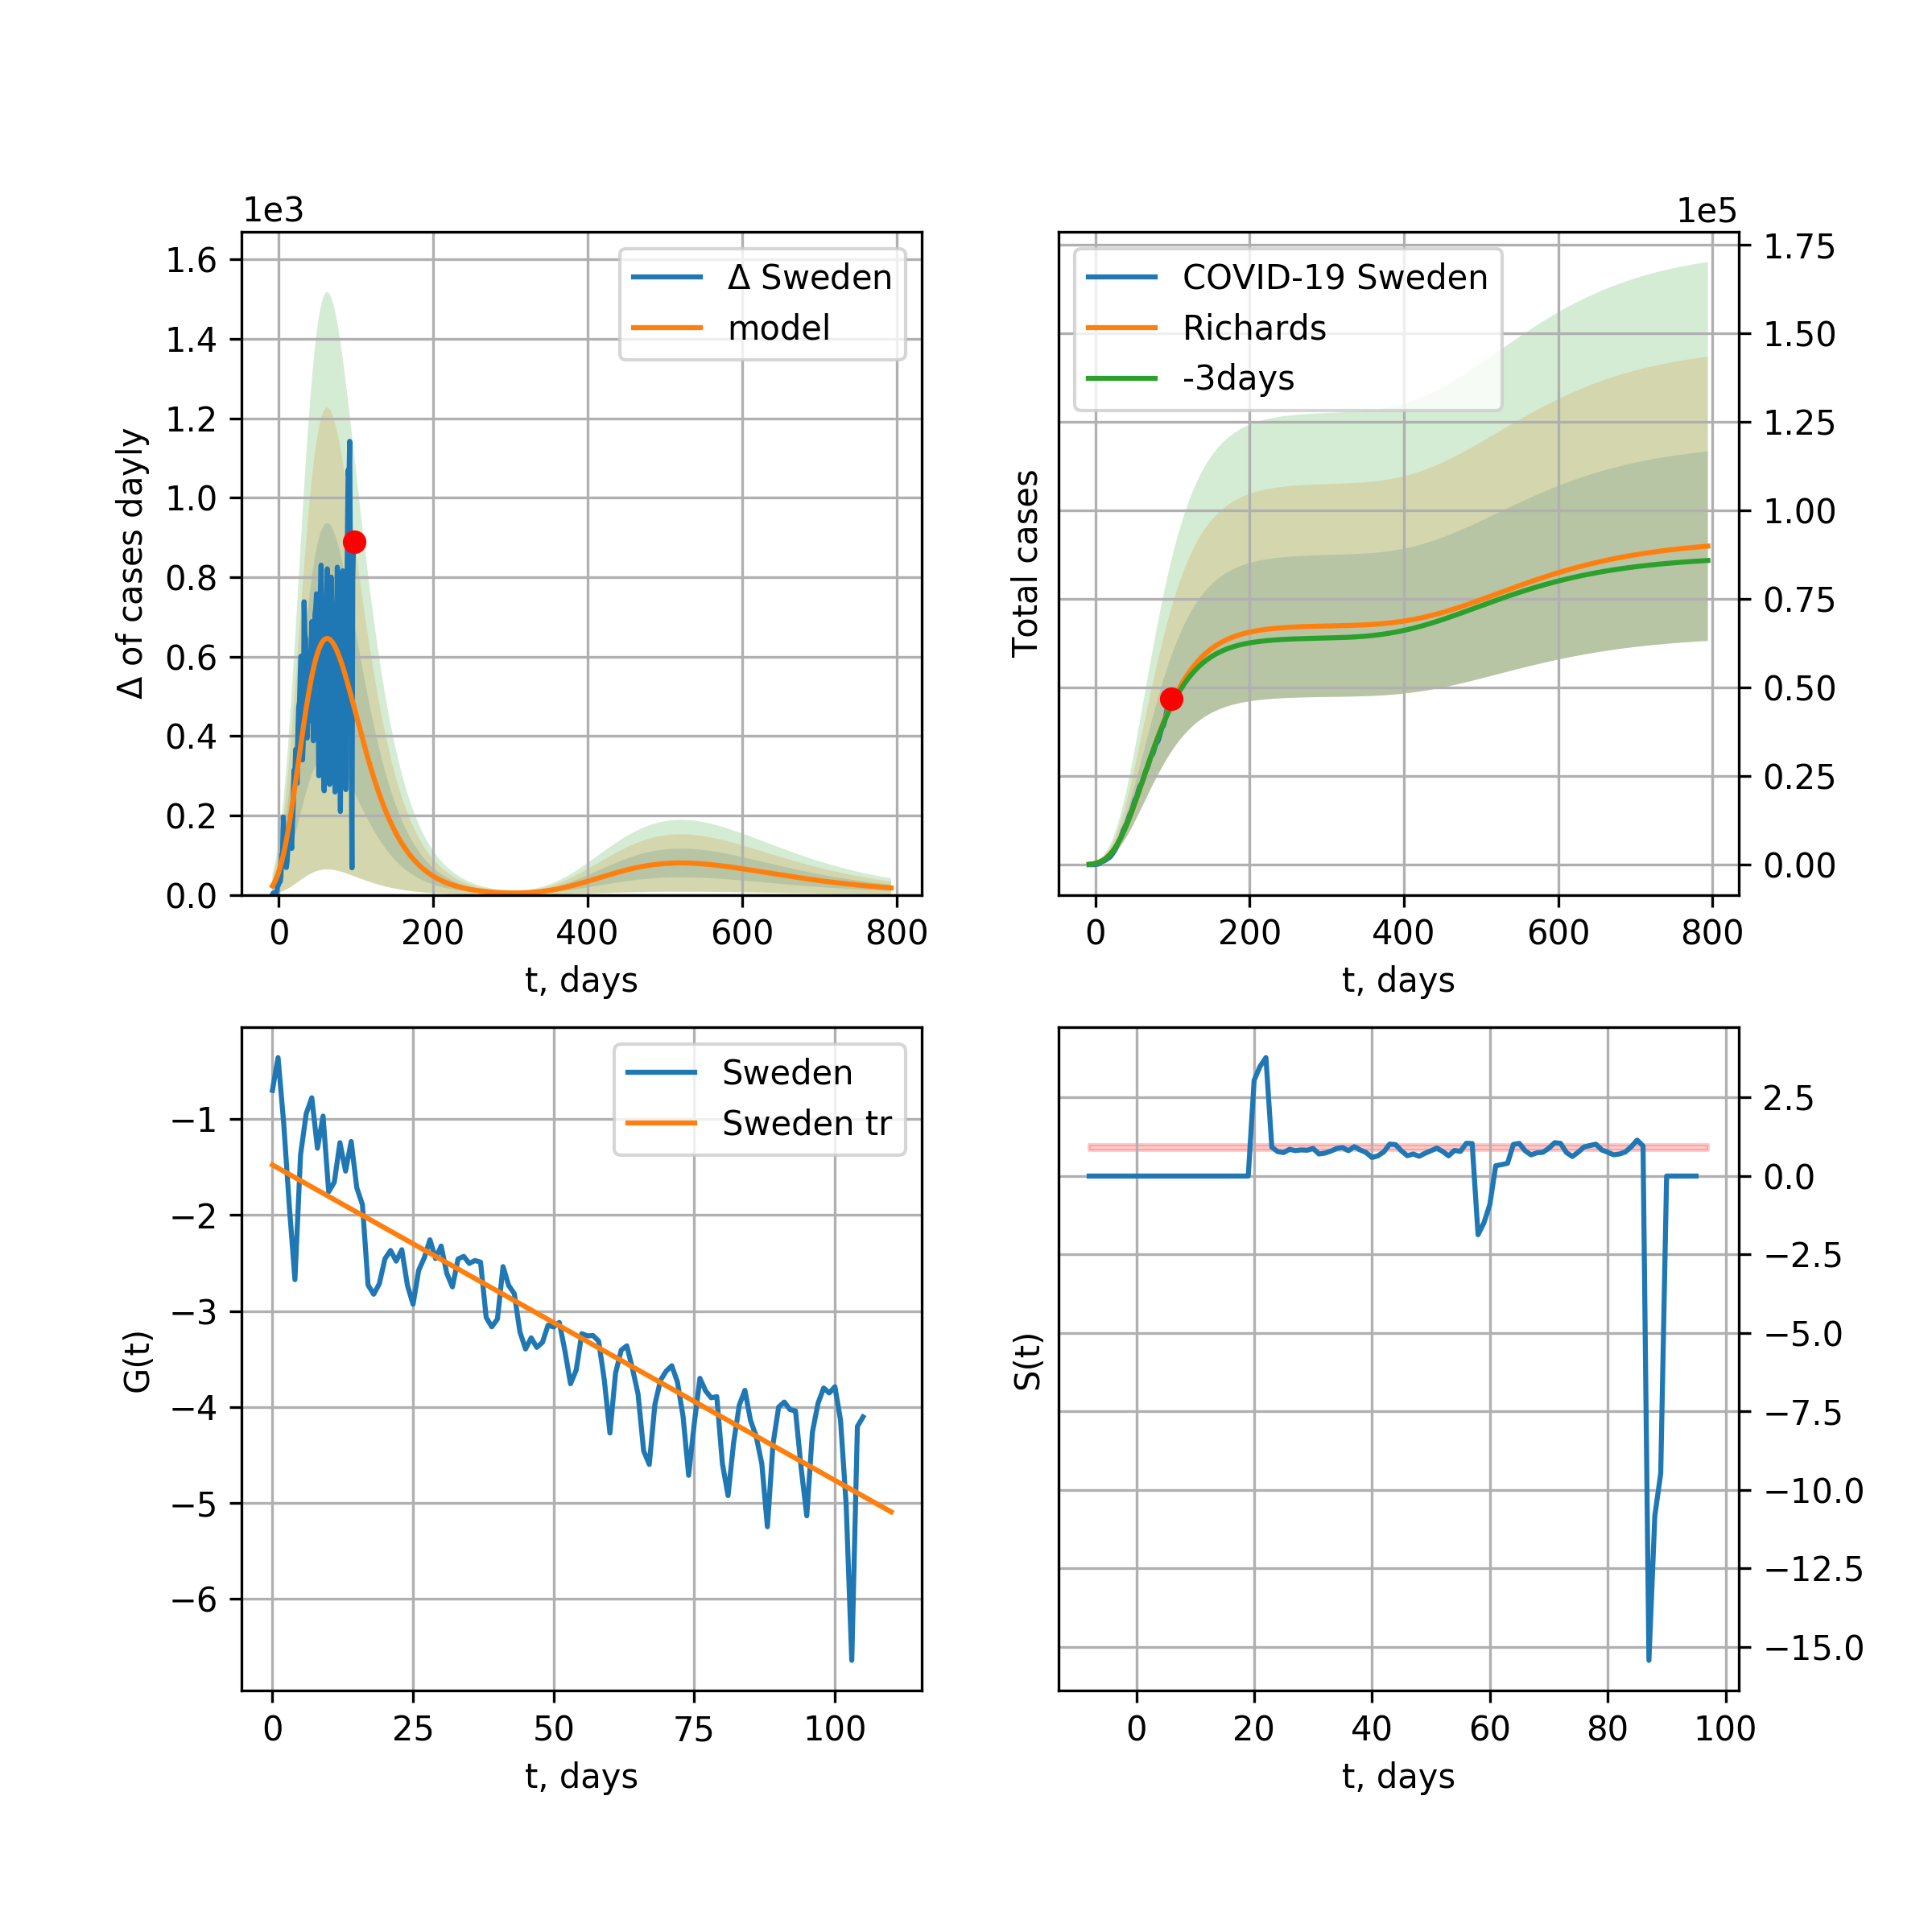 1e3
Δ of cases dayly
1.6
1.4
1.2
1.0
0.8
0.6
0.4
0.2
0.0
0 200 400 600 800
t, days
Δ Sweden
model
1e5
Total cases
1.75
1.50
1.25
1.00
0.75
0.50
0.25
0.00
0 200 400 600 800
t, days
COVID-19 Sweden
Richards
-3days
G(t)
−1
−2
−3
−4
−5
−6
0 25 50 75 100
t, days
Sweden
Sweden tr
S(t)
2.5
0.0
−2.5
−5.0
−7.5
−10.0
−12.5
−15.0
0 20 40 60 80 100
t, days